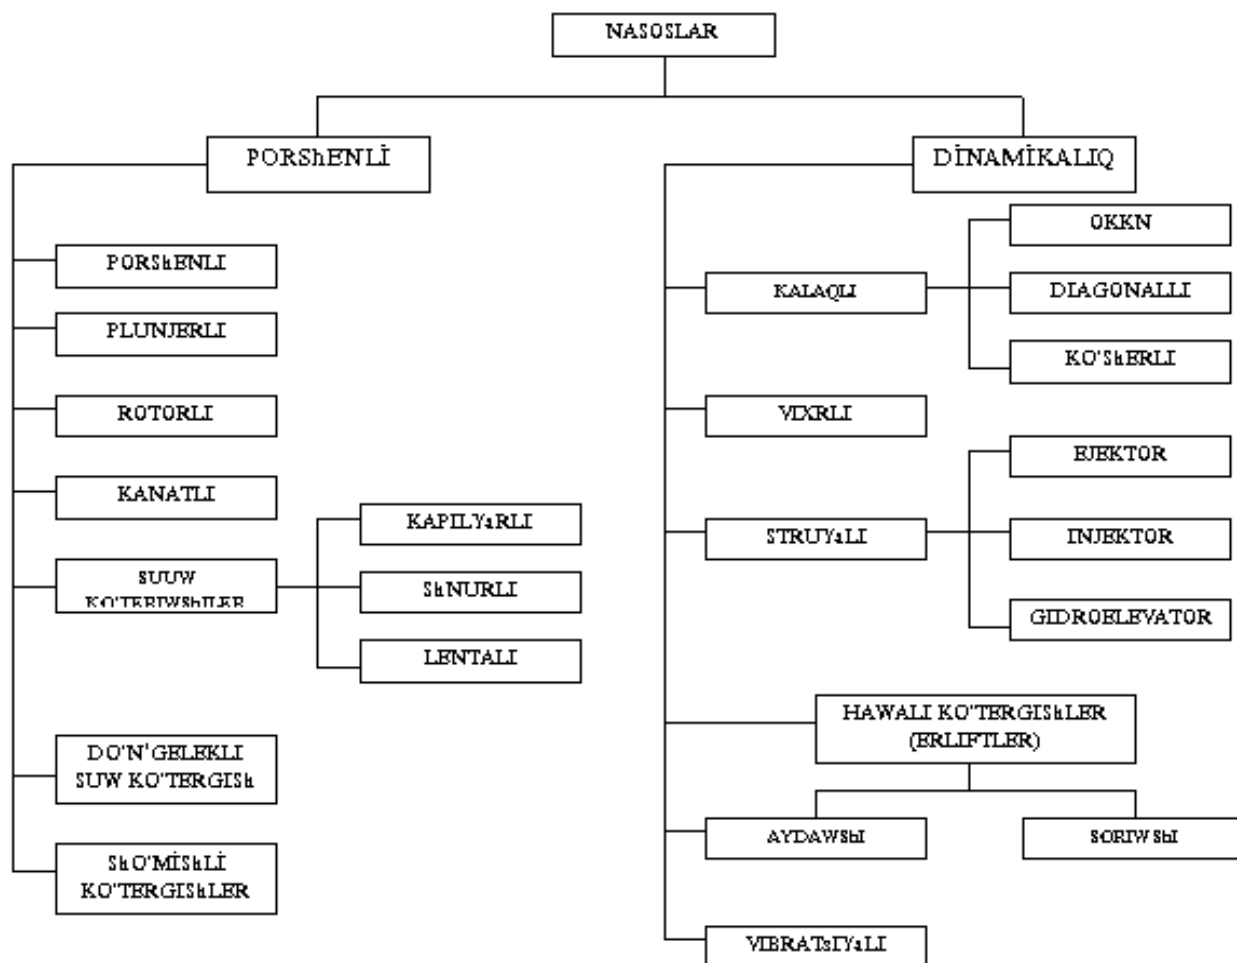 NASOSLAR
PORShENLİ
DİNAMİKALIQ
PORShENLI
PLUNJERLI
ROTORLI
KANATLI
SUUW
KO'TERIWShILER
KAPILYaRLI
ShNURLI
LENTALI
DO'N'GELEKLI
SUW KO'TERGISh
ShO'MİShLİ
KO'TERGIShLER
KALAQLI
OKKN
DIAGONALLI
KO'ShERLI
VIXRLI
STRUYaLI
EJEKTOR
INJEKTOR
GIDROELEVATOR
HAWALI KO'TERGIShLER
(ERLIFTLER)
AYDAWShI
SORIWShI
VIBRATsIYaLI